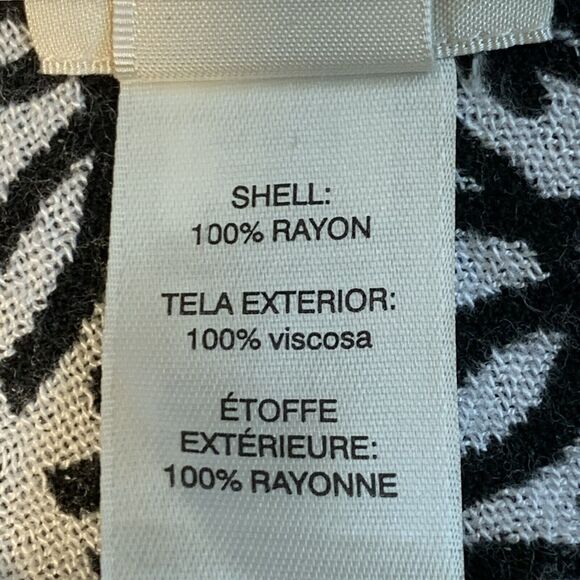 SHELL:
100% RAYON
TELA EXTERIOR:
100% viscosa
ÉTOFFE
EXTÉRIEURE:
100% RAYONNE